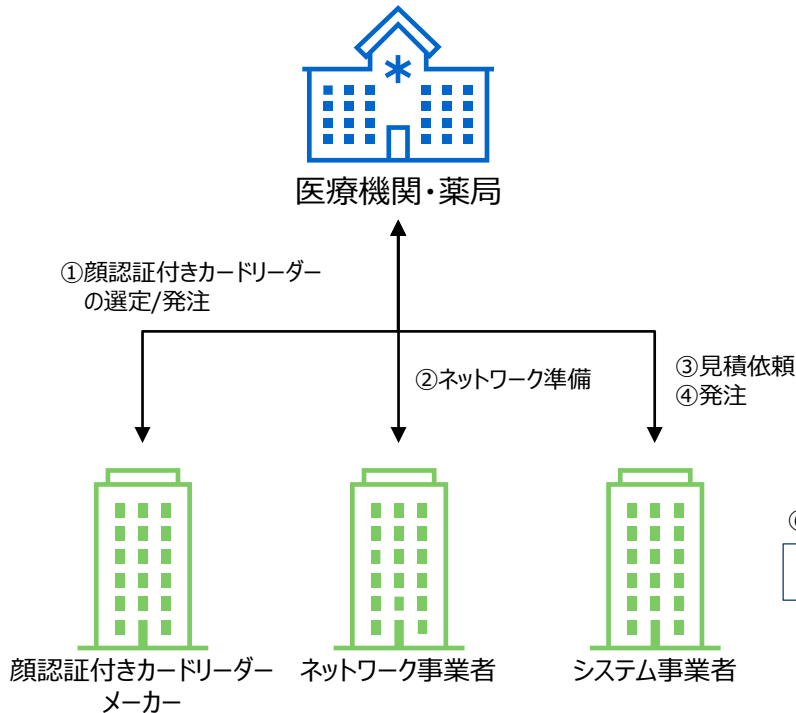 医療機関・薬局
①顔認証付きカードリーダー
の選定/発注
②ネットワーク準備
③見積依頼
④発注
顔認証付きカードリーダー
メーカー
ネットワーク事業者
システム事業者